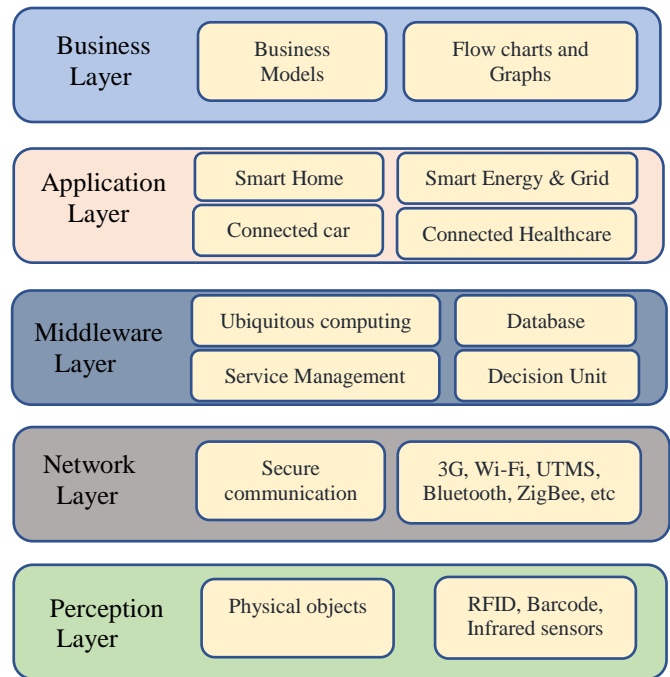 Business
Layer
Business
Models
Flow charts and
Graphs
Application
Layer
Smart Home
Smart Energy & Grid
Connected car
Connected Healthcare
Middleware
Layer
Ubiquitous computing
Database
Service Management
Decision Unit
Network
Layer
Secure
communication
3G, Wi-Fi, UTMS,
Bluetooth, ZigBee, etc
Perception
Layer
Physical objects
RFID, Barcode,
Infrared sensors